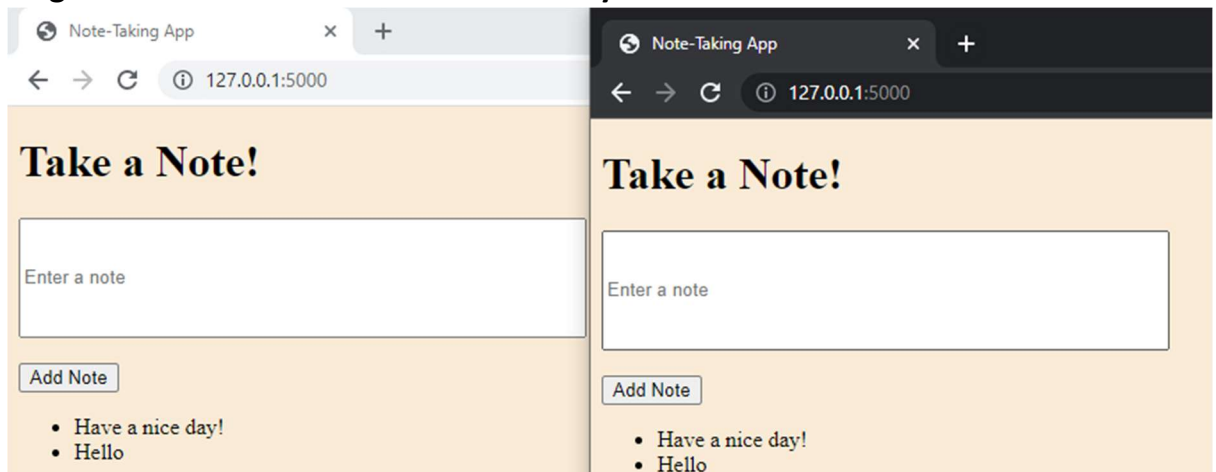 Note-Taking App
127.0.0.1:5000
Take a Note!
Enter a note
Add Note
• Have a nice day!
• Hello
Note-Taking App
127.0.0.1:5000
Take a Note!
Enter a note
Add Note
• Have a nice day!
• Hello